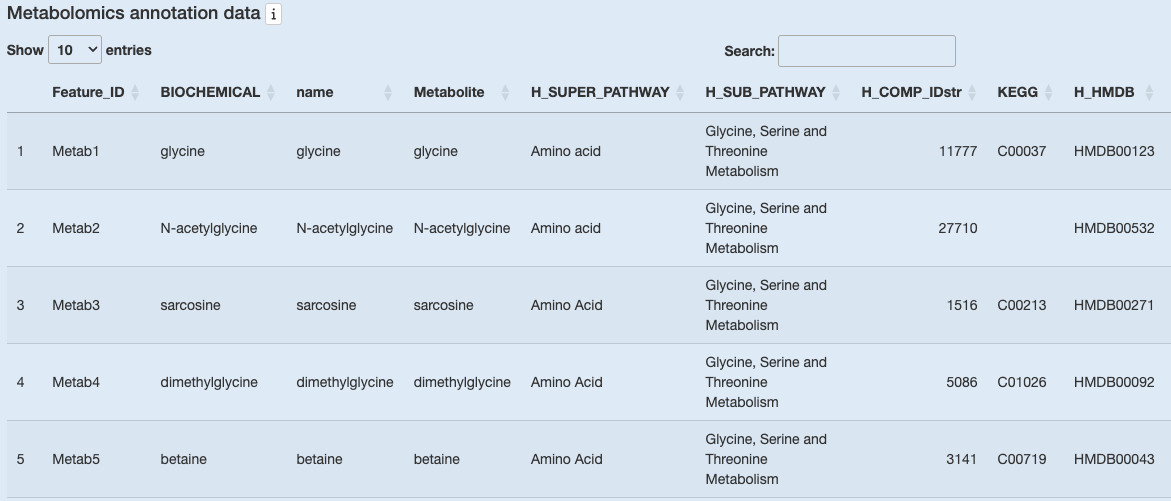 Metabolomics annotation data i
Show 10 entries Search:
Feature_ID BIOCHEMICAL name Metabolite H_SUPER_PATHWAY H_SUB_PATHWAY H_COMP_IDstr KEGG H_HMDB
1 Metab1 glycine glycine glycine Amino acid Glycine, Serine and Threonine Metabolism 11777 C00037 HMDB00123
2 Metab2 N-acetylglycine N-acetylglycine N-acetylglycine Amino acid Glycine, Serine and Threonine Metabolism 27710 HMDB00532
3 Metab3 sarcosine sarcosine sarcosine Amino Acid Glycine, Serine and Threonine Metabolism 1516 C00213 HMDB00271
4 Metab4 dimethylglycine dimethylglycine dimethylglycine Amino Acid Glycine, Serine and Threonine Metabolism 5086 C01026 HMDB00092
5 Metab5 betaine betaine betaine Amino Acid Glycine, Serine and Threonine Metabolism 3141 C00719 HMDB00043